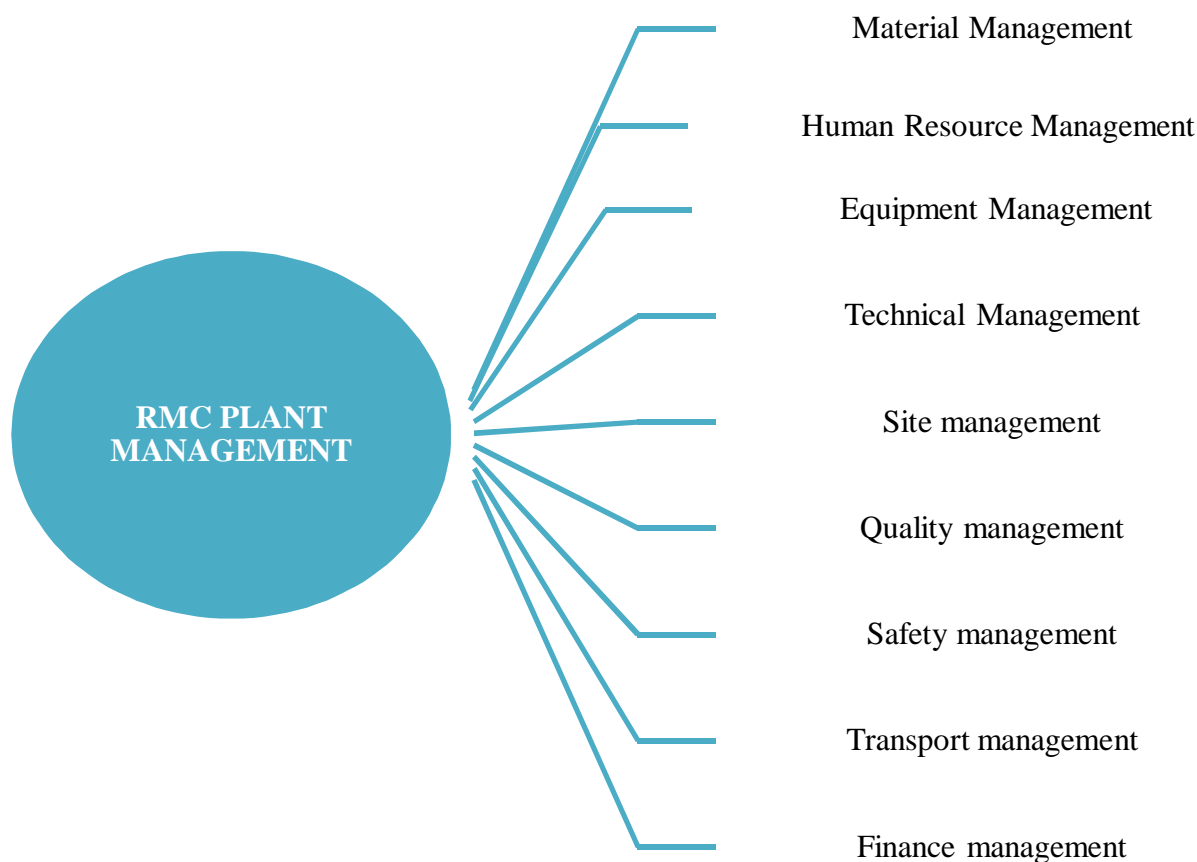 Material Management
Human Resource Management
Equipment Management
Technical Management
RMC PLANT
MANAGEMENT
Site management
Quality management
Safety management
Transport management
Finance management